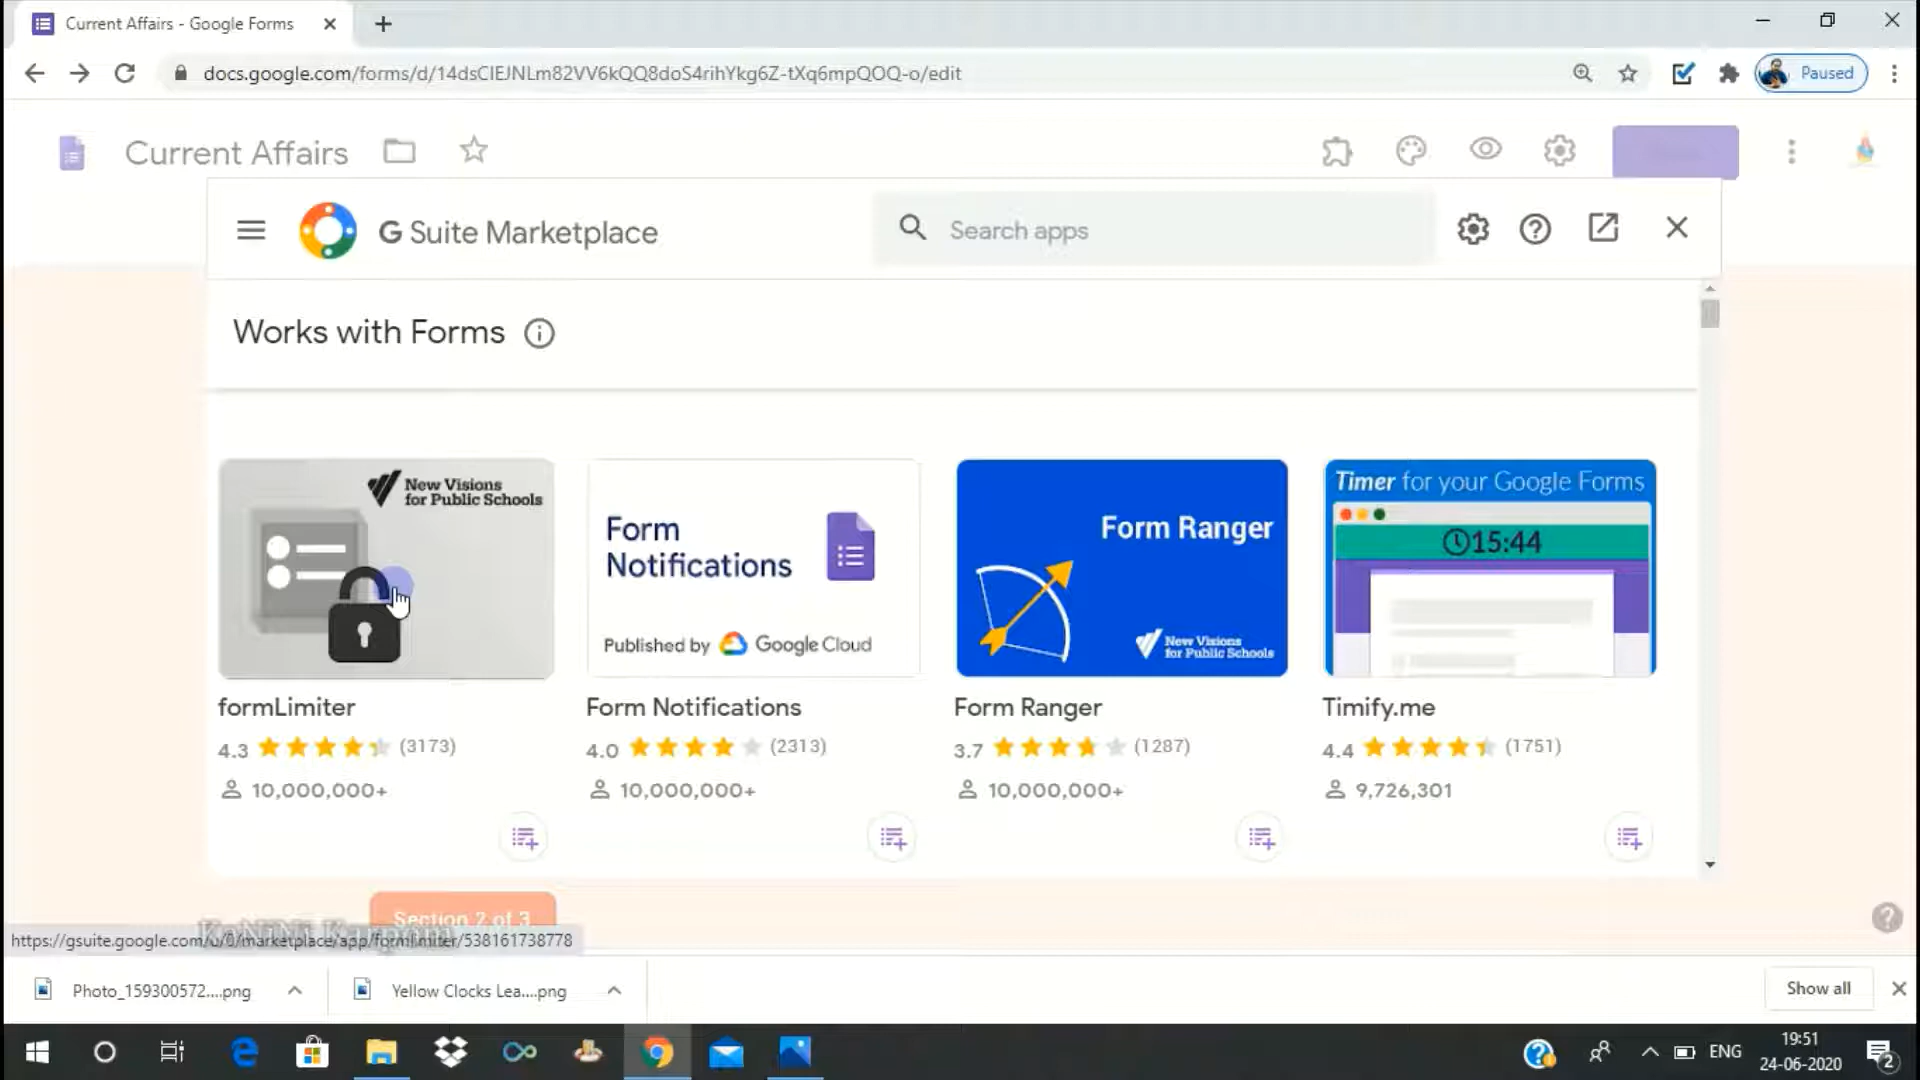 Current Affairs - Google Forms
docs.google.com/forms/d/14dsCIEJNLm82VV6kQQ8doS4rihYkg6Z-tXq6mpQOQ-o/edit
Paused
Current Affairs
G Suite Marketplace
Search apps
Works with Forms
New Visions
for Public Schools
Form
Notifications
Published by Google Cloud
Form Ranger
New Visions
for Public Schools
Timer for your Google Forms
15:44
formLimiter
Form Notifications
Form Ranger
Timify.me
4.3 (3173)
4.0 (2313)
3.7 (1287)
4.4 (1751)
10,000,000+
10,000,000+
10,000,000+
9,726,301
Section 2 of 3
https://gsuite.google.com/u/0/marketplace/app/formlimiter/538161738778
Photo_159300572....png
Yellow Clocks Lea....png
Show all
ENG
19:51
24-06-2020
2